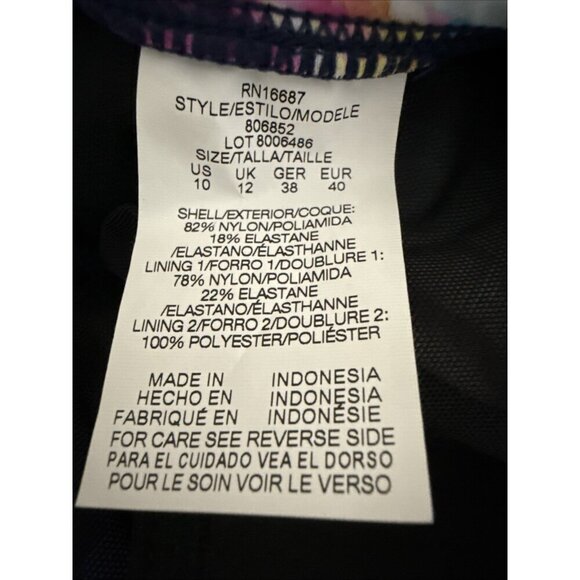 RN16687
STYLE/ESTILO/MODELE
806852
LOT 8006486
SIZE/TALLA/TAILLE
US UK GER EUR
10 12 38 40
SHELL/EXTERIOR/COQUE:
82% NYLON/POLIAMIDA
18% ELASTANE
/ELASTANO/ÉLASTHANNE
LINING 1/FORRO 1/DOUBLURE 1:
78% NYLON/POLIAMIDA
22% ELASTANE
/ELASTANO/ÉLASTHANNE
LINING 2/FORRO 2/DOUBLURE 2:
100% POLYESTER/POLIÉSTER
MADE IN INDONESIA
HECHO EN INDONESIA
FABRIQUÉ EN INDONÉSIE
FOR CARE SEE REVERSE SIDE
PARA EL CUIDADO VEA EL DORSO
POUR LE SOIN VOIR LE VERSO